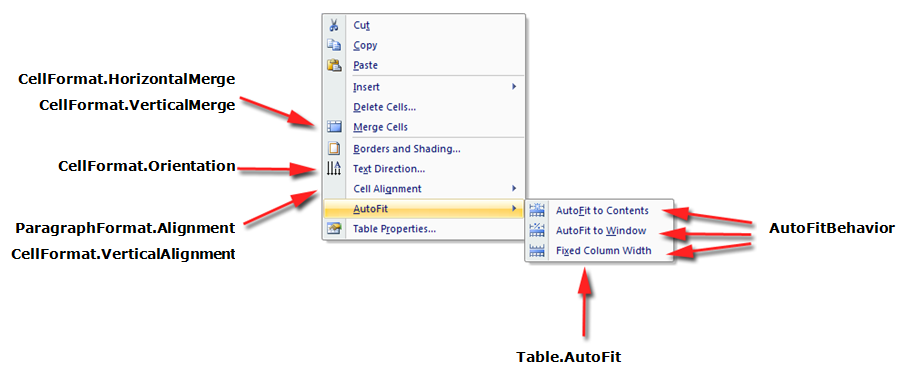 Cut
Copy
Paste
CellFormat.HorizontalMerge
CellFormat.VerticalMerge
Insert
Delete Cells...
Merge Cells
Borders and Shading...
CellFormat.Orientation
Text Direction...
Cell Alignment
AutoFit
ParagraphFormat.Alignment
CellFormat.VerticalAlignment
Table Properties...
AutoFit to Contents
AutoFit to Window
Fixed Column Width
AutoFitBehavior
Table.AutoFit